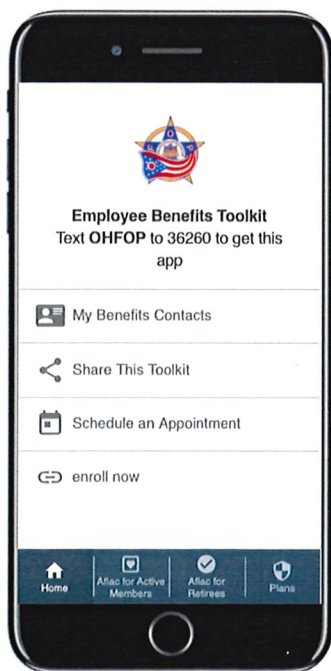 Employee Benefits Toolkit
Text OHFOP to 36260 to get this
app
My Benefits Contacts
Share This Toolkit
Schedule an Appointment
enroll now
Home
Aflac for Active
Members
Aflac for
Retirees
Plans